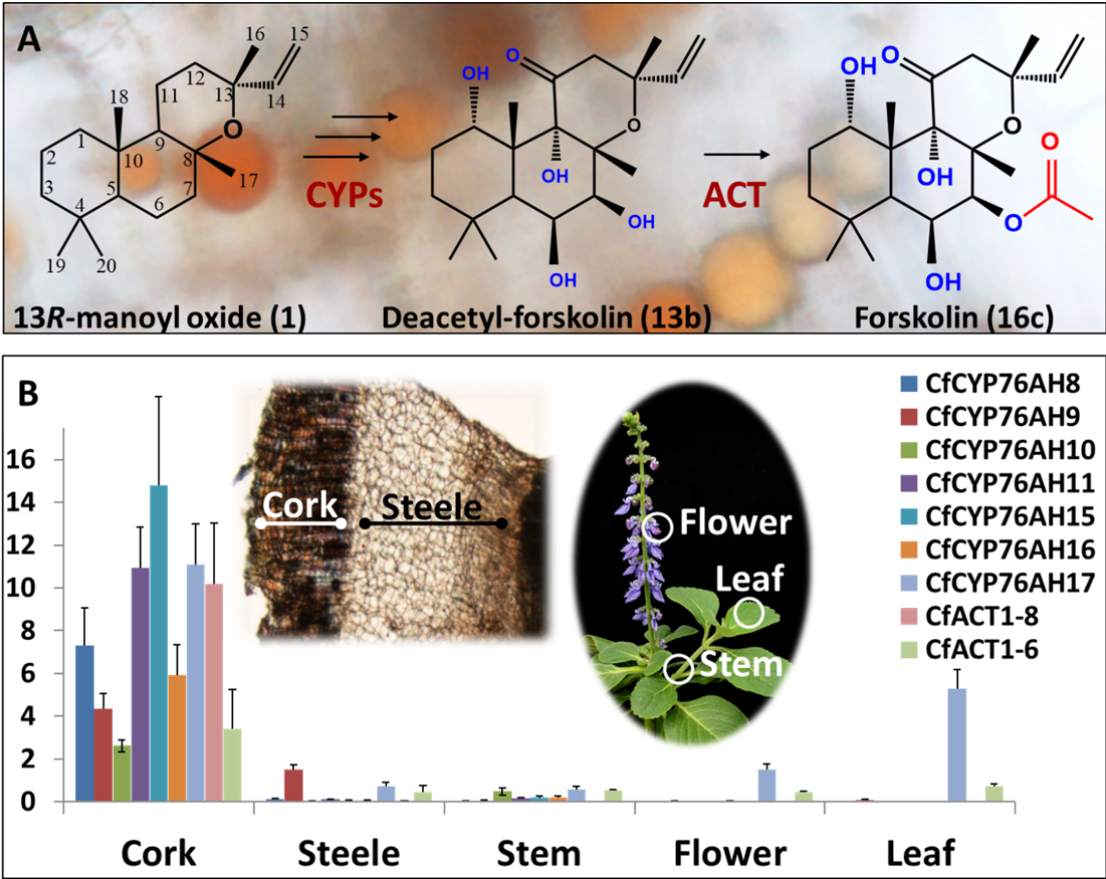 A
16
15
12
13
14
11
18
O
1
9
10
8
17
2
3
5
7
4
6
19
20
CYPs
OH
O
O
OH
OH
OH
ACT
OH
O
O
O
OH
O
OH
13R-manoyl oxide (1)
Deacetyl-forskolin (13b)
Forskolin (16c)
B
16
14
12
10
8
6
4
2
0
Cork
Steele
Flower
Leaf
Stem
CfCYP76AH8
CfCYP76AH9
CfCYP76AH10
CfCYP76AH11
CfCYP76AH15
CfCYP76AH16
CfCYP76AH17
CfACT1-8
CfACT1-6
Cork
Steele
Stem
Flower
Leaf